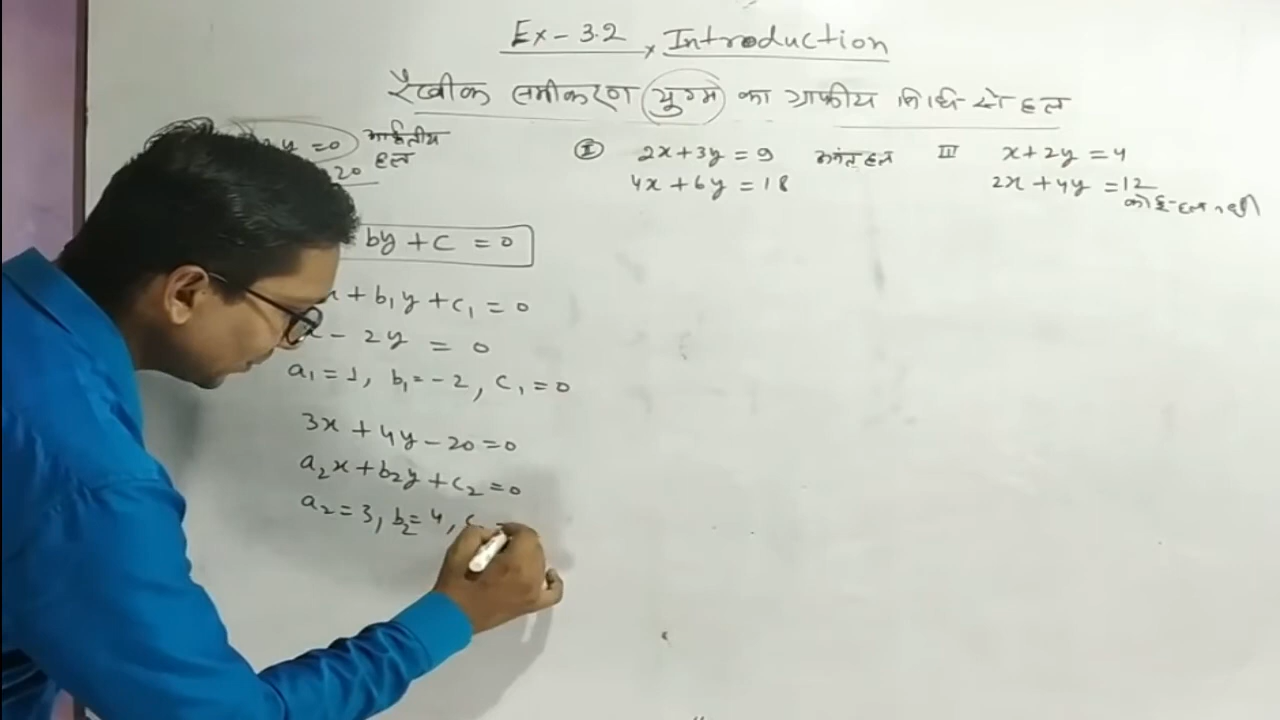 Ex - 3.2, Introduction
रैखीक समीकरण युग्म का ग्राफीय विधि से हल
2y = 0
20
हल
II 2x + 3y = 9 अनंत हल
4x + 6y = 18
III x + 2y = 4
2x + 4y = 12
कोई हल नहीं
by + c = 0
x + b₁y + c₁ = 0
x - 2y = 0
a₁ = 1, b₁ = -2, c₁ = 0
3x + 4y - 20 = 0
a₂x + b₂y + c₂ = 0
a₂ = 3, b₂ = 4, c